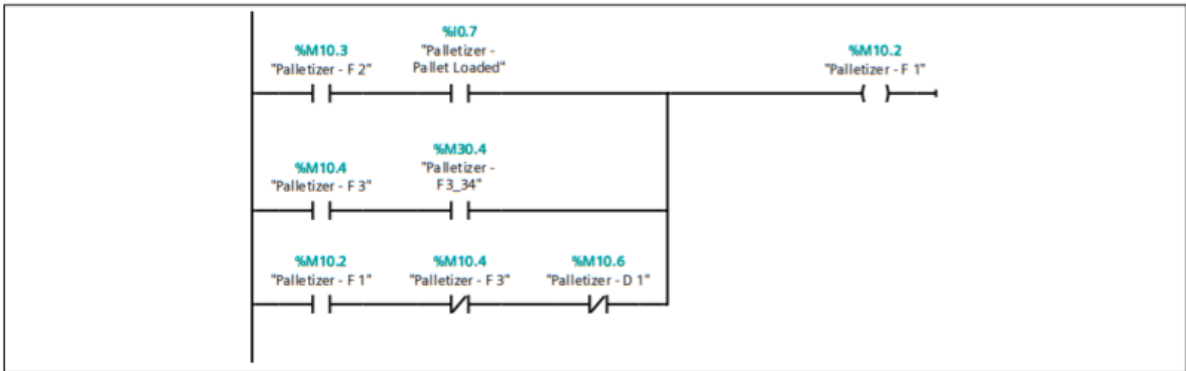 %M10.3
"Palletizer - F 2"
%I0.7
"Palletizer -
Pallet Loaded"
%M10.2
"Palletizer - F 1"
%M10.4
"Palletizer - F 3"
%M30.4
"Palletizer -
F3_34"
%M10.2
"Palletizer - F 1"
%M10.4
"Palletizer - F 3"
%M10.6
"Palletizer - D 1"